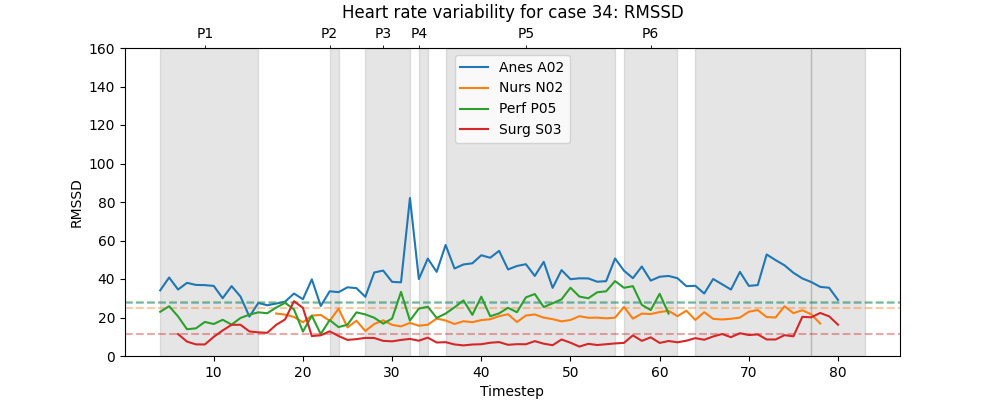 Heart rate variability for case 34: RMSSD
P1 P2 P3 P4 P5 P6
160
140
120
100
80
60
40
20
0
RMSSD
Anes A02
Nurs N02
Perf P05
Surg S03
10 20 30 40 50 60 70 80
Timestep